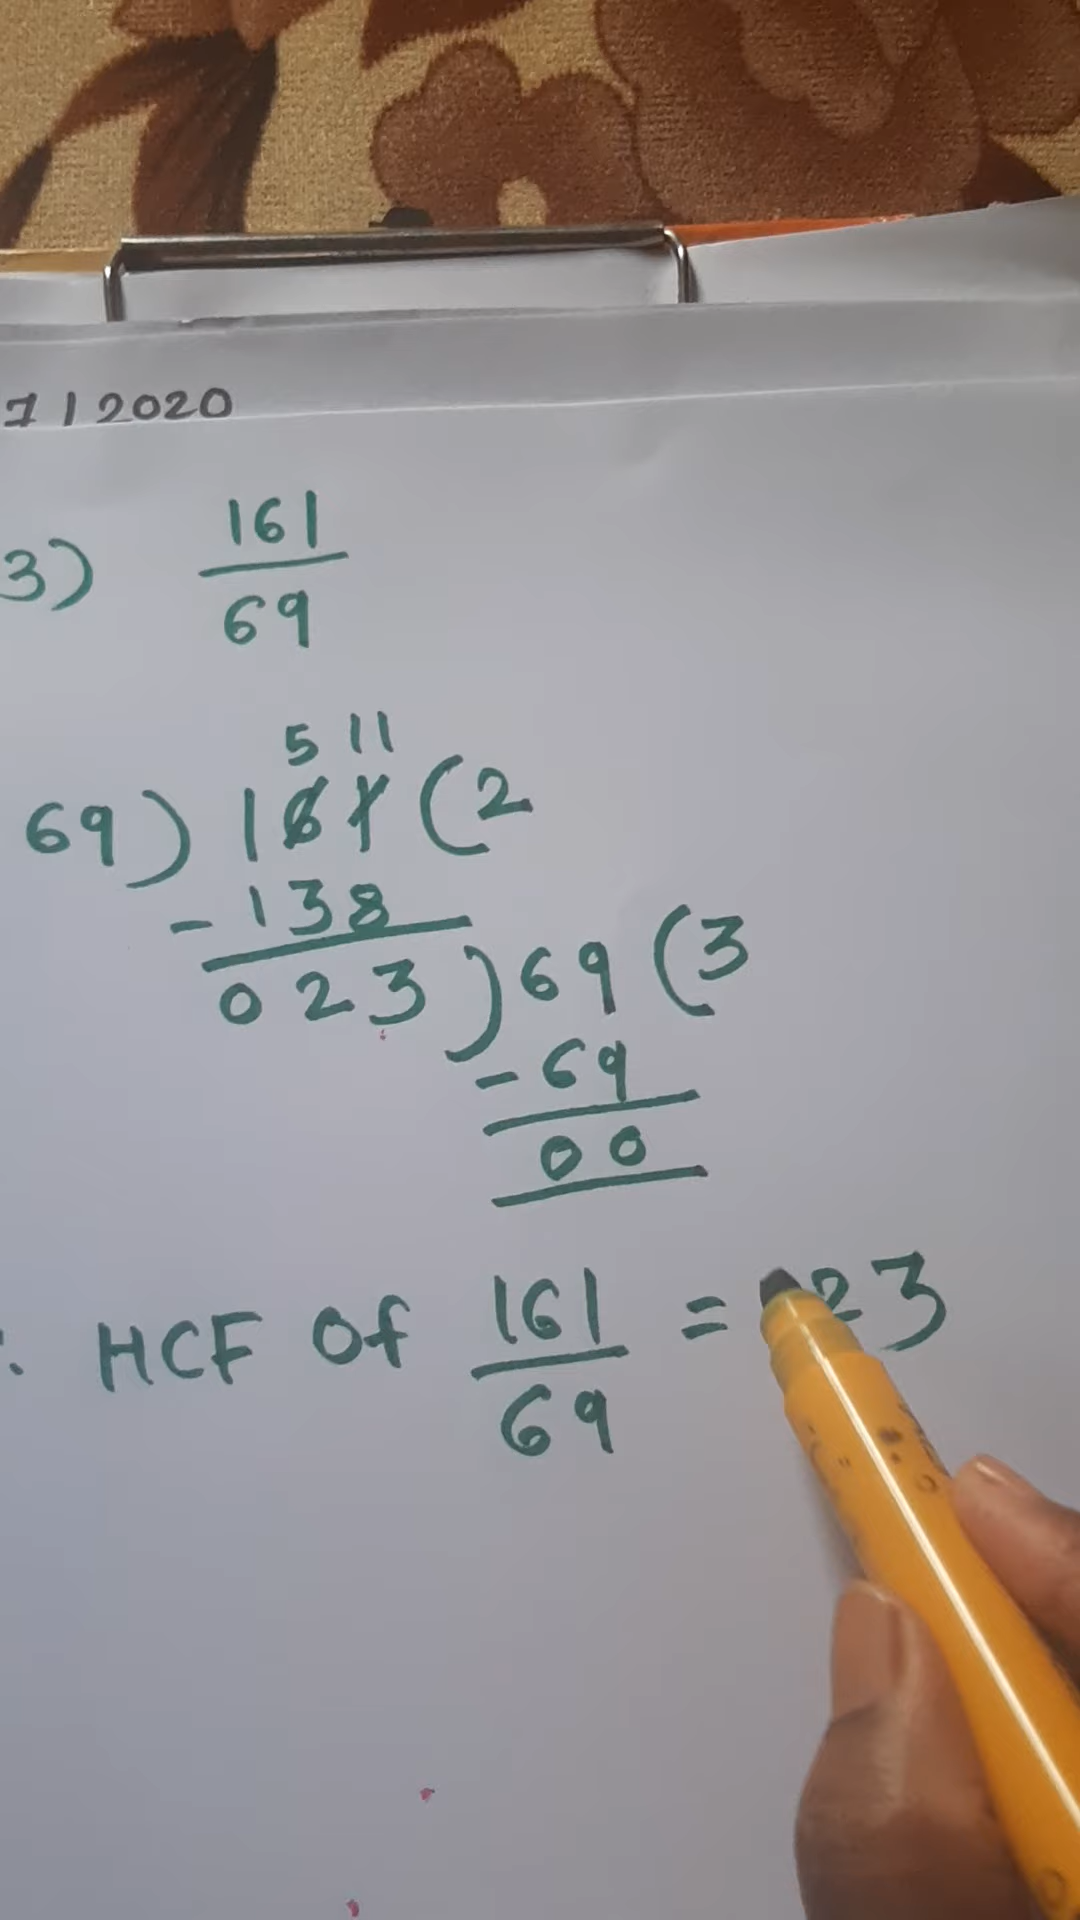 7/2020
3) 161
69
5 11
69) 161 (2
- 138
023) 69 (3
- 69
00
HCF Of 161 = 23
69